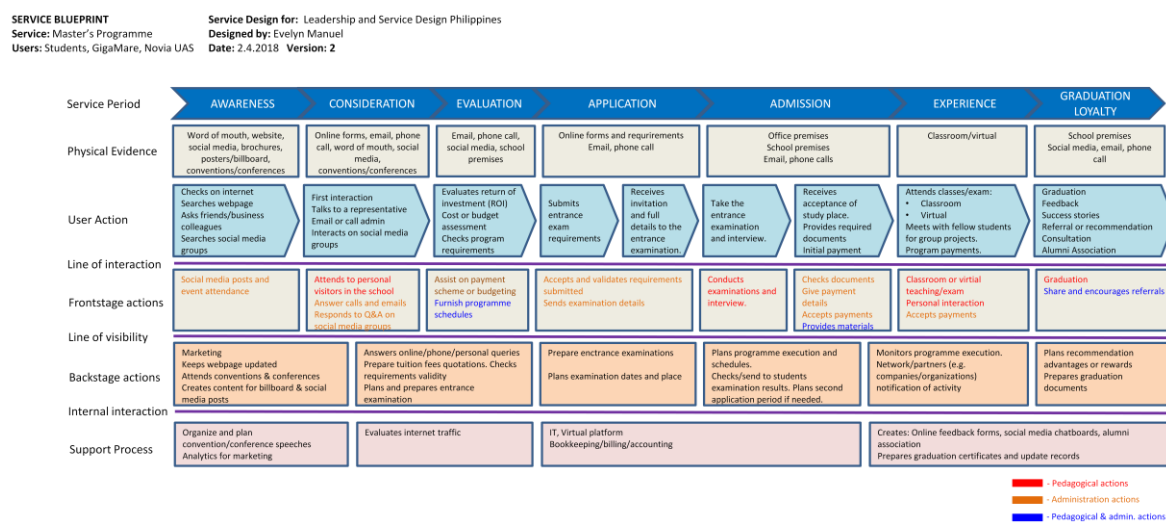 SERVICE BLUEPRINT
Service: Master's Programme
Users: Students, GigaMare, Novia UAS
Service Design for: Leadership and Service Design Philippines
Designed by: Evelyn Manuel
Date: 2.4.2018 Version: 2
Service Period
AWARENESS
CONSIDERATION
EVALUATION
APPLICATION
ADMISSION
EXPERIENCE
GRADUATION
LOYALTY
Physical Evidence
Word of mouth, website,
social media, brochures,
posters/billboard,
conventions/conferences
Online forms, email, phone
call, word of mouth, social
media,
conventions/conferences
Email, phone call,
social media, school
premises
Online forms and requrirements
Email, phone call
Office premises
School premises
Email, phone calls
Classroom/virtual
School premises
Social media, email, phone
call
User Action
Checks on internet
Searches webpage
Asks friends/business
colleagues
Searches social media
groups
First interaction
Talks to a representative
Email or call admin
Interacts on social media
groups
Evaluates return of
investment (ROI)
Cost or budget
assessment
Checks program
requirements
Submits
entrance
exam
requirements
Receives
invitation
and full
details to the
entrance
examination.
Take the
entrance
examination
and interview.
Receives
acceptance of
study place.
Provides required
documents
Initial payment
Attends classes/exam:
• Classroom
• Virtual
Meets with fellow students
for group projects.
Program payments.
Graduation
Feedback
Success stories
Referral or recommendation
Consultation
Alumni Association
Line of interaction
Frontstage actions
Social media posts and
event attendance
Attends to personal
visitors in the school
Answer calls and emails
Responds to Q&A on
social media groups
Assist on payment
scheme or budgeting
Furnish programme
schedules
Accepts and validates requirements
submitted
Sends examination details
Conducts
examinations and
interview.
Checks documents
Give payment
details
Accepts payments
Provides materials
Classroom or virtial
teaching/exam
Personal interaction
Accepts payments
Graduation
Share and encourages referrals
Line of visibility
Backstage actions
Marketing
Keeps webpage updated
Attends conventions & conferences
Creates content for billboard & social
media posts
Answers online/phone/personal queries
Prepare tuition fees quotations. Checks
requirements validity
Plans and prepares entrance
examination
Prepare enctrance examinations
Plans examination dates and place
Plans programme execution and
schedules.
Checks/send to students
examination results. Plans second
application period if needed.
Monitors programme execution.
Network/partners (e.g.
companies/organizations)
notification of activity
Plans recommendation
advantages or rewards
Prepares graduation
documents
Internal interaction
Support Process
Organize and plan
convention/conference speeches
Analytics for marketing
Evaluates internet traffic
IT, Virtual platform
Bookkeeping/billing/accounting
Creates: Online feedback forms, social media chatboards, alumni
association
Prepares graduation certificates and update records
- Pedagogical actions
- Administration actions
- Pedagogical & admin. actions